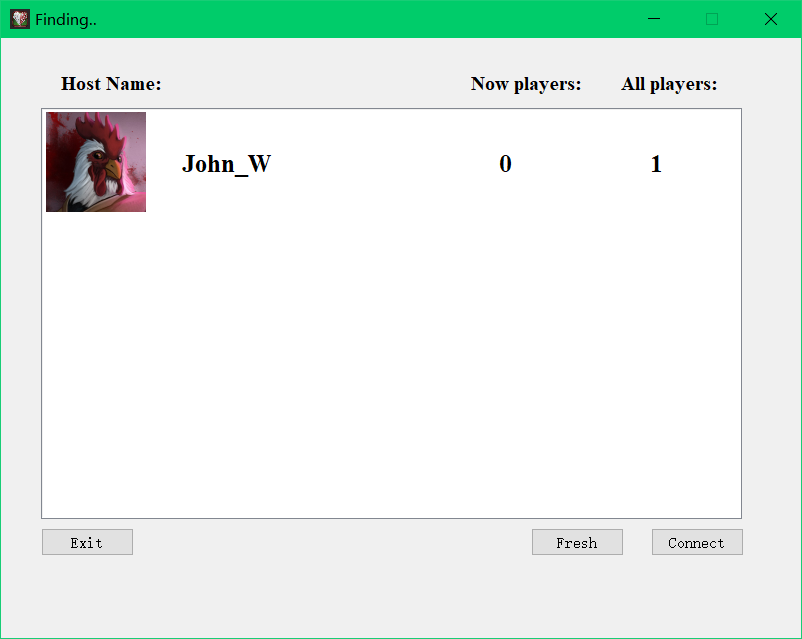 Finding..
Host Name: Now players: All players:
John_W 0 1
Exit Fresh Connect